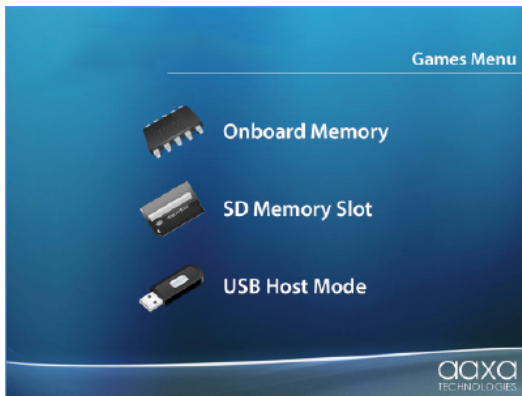 Games Menu
Onboard Memory
SD Memory Slot
USB Host Mode
aaxa
TECHNOLOGIES